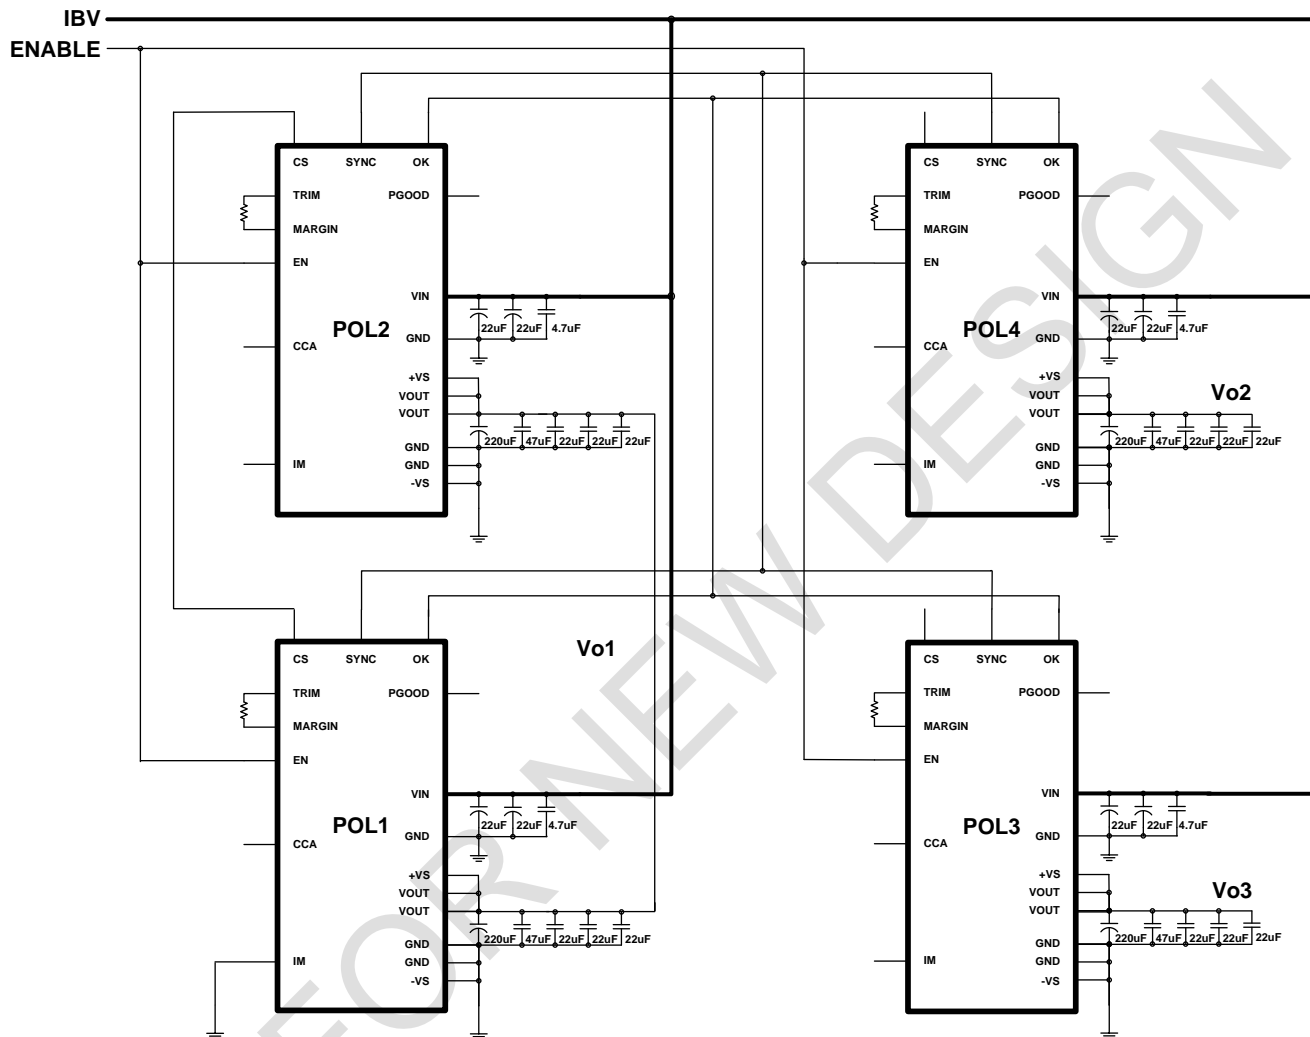 IBV
ENABLE
CS SYNC OK
TRIM PGOOD
MARGIN
EN
VIN
22uF 22uF 4.7uF
POL2
GND
CCA
+VS
VOUT
VOUT
220uF 47uF 22uF 22uF 22uF
GND
IM GND
-VS
CS SYNC OK
TRIM PGOOD
MARGIN
EN
VIN
22uF 22uF 4.7uF
POL4
GND
CCA
+VS
Vo2
VOUT
VOUT
220uF 47uF 22uF 22uF 22uF
GND
IM GND
-VS
Vo1
CS SYNC OK
TRIM PGOOD
MARGIN
EN
VIN
22uF 22uF 4.7uF
POL1
GND
CCA
+VS
VOUT
VOUT
220uF 47uF 22uF 22uF 22uF
GND
IM GND
-VS
CS SYNC OK
TRIM PGOOD
MARGIN
EN
VIN
22uF 22uF 4.7uF
POL3
GND
CCA
+VS
Vo3
VOUT
VOUT
220uF 47uF 22uF 22uF 22uF
GND
IM GND
-VS
FOR NEW DESIGN